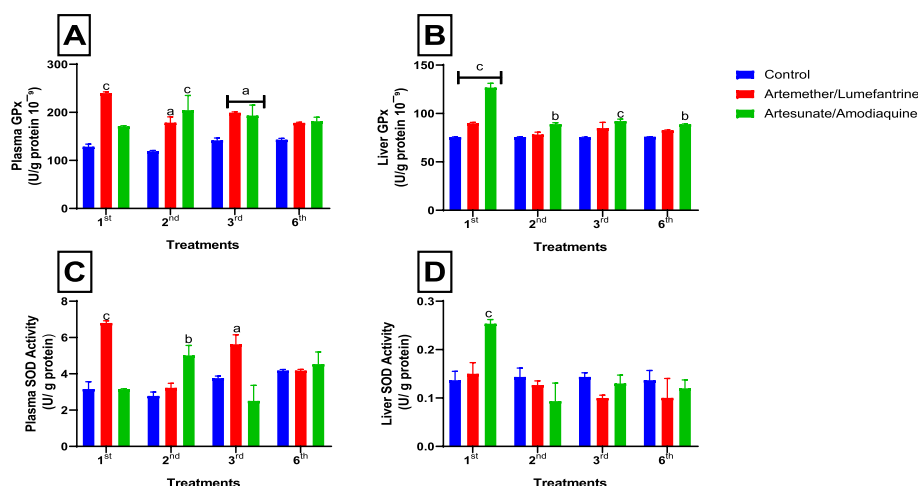 A
Plasma GPx
(U/g protein 10⁻⁹)
300
200
100
0
c
a
c
a
1st
2nd
3rd
6th
Treatments
B
Liver GPx
(U/g protein 10⁻⁹)
150
100
50
0
c
b
c
b
1st
2nd
3rd
6th
Treatments
Control
Artemether/Lumefantrine
Artesunate/Amodiaquine
C
Plasma SOD Activity
(U/ g protein)
8
6
4
2
0
c
b
a
1st
2nd
3rd
6th
Treatments
D
Liver SOD Activity
(U/ g protein)
0.3
0.2
0.1
0.0
c
1st
2nd
3rd
6th
Treatments